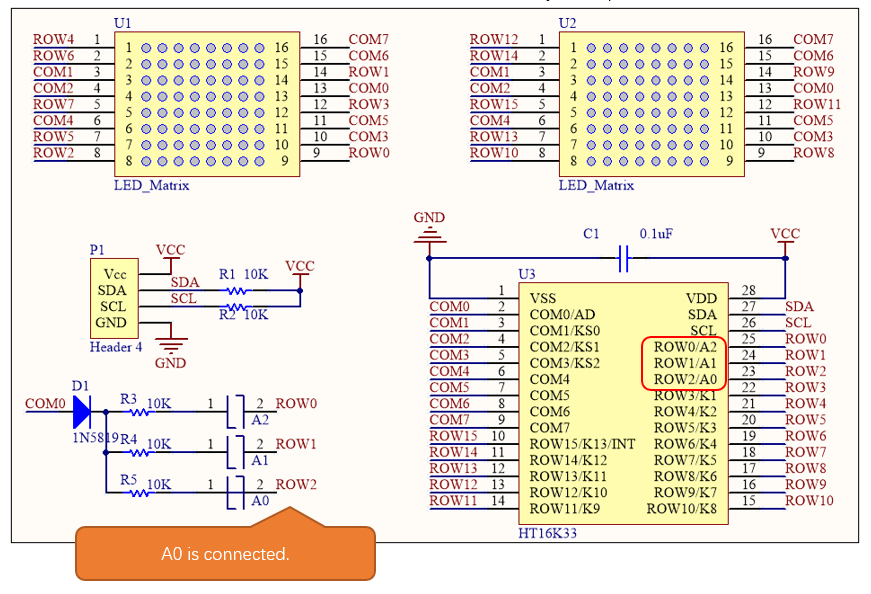 U1
ROW4 1 1 16 16 COM7
ROW6 2 2 15 15 COM6
COM1 3 3 14 14 ROW1
COM2 4 4 13 13 COM0
ROW7 5 5 12 12 ROW3
COM4 6 6 11 11 COM5
ROW5 7 7 10 10 COM3
ROW2 8 8 9 9 ROW0
LED_Matrix
U2
ROW12 1 1 16 16 COM7
ROW14 2 2 15 15 COM6
COM1 3 3 14 14 ROW9
COM2 4 4 13 13 COM0
ROW15 5 5 12 12 ROW11
COM4 6 6 11 11 COM5
ROW13 7 7 10 10 COM3
ROW10 8 8 9 9 ROW8
LED_Matrix
P1
VCC
Vcc
SDA SDA R1 10K VCC
SCL SCL R2 10K
GND
Header 4
GND
D1
COM0
1N5819
R3 10K 1 2 ROW0
A2
R4 10K 1 2 ROW1
A1
R5 10K 1 2 ROW2
A0
A0 is connected.
GND
C1 0.1uF
VCC
U3
1 VSS VDD 28
COM0 2 COM0/AD SDA 27 SDA
COM1 3 COM1/KS0 SCL 26 SCL
COM2 4 COM2/KS1 ROW0/A2 25 ROW0
COM3 5 COM3/KS2 ROW1/A1 24 ROW1
COM4 6 COM4 ROW2/A0 23 ROW2
COM5 7 COM5 ROW3/K1 22 ROW3
COM6 8 COM6 ROW4/K2 21 ROW4
COM7 9 COM7 ROW5/K3 20 ROW5
ROW15 10 ROW15/K13/INT ROW6/K4 19 ROW6
ROW14 11 ROW14/K12 ROW7/K5 18 ROW7
ROW13 12 ROW13/K11 ROW8/K6 17 ROW8
ROW12 13 ROW12/K10 ROW9/K7 16 ROW9
ROW11 14 ROW11/K9 ROW10/K8 15 ROW10
HT16K33